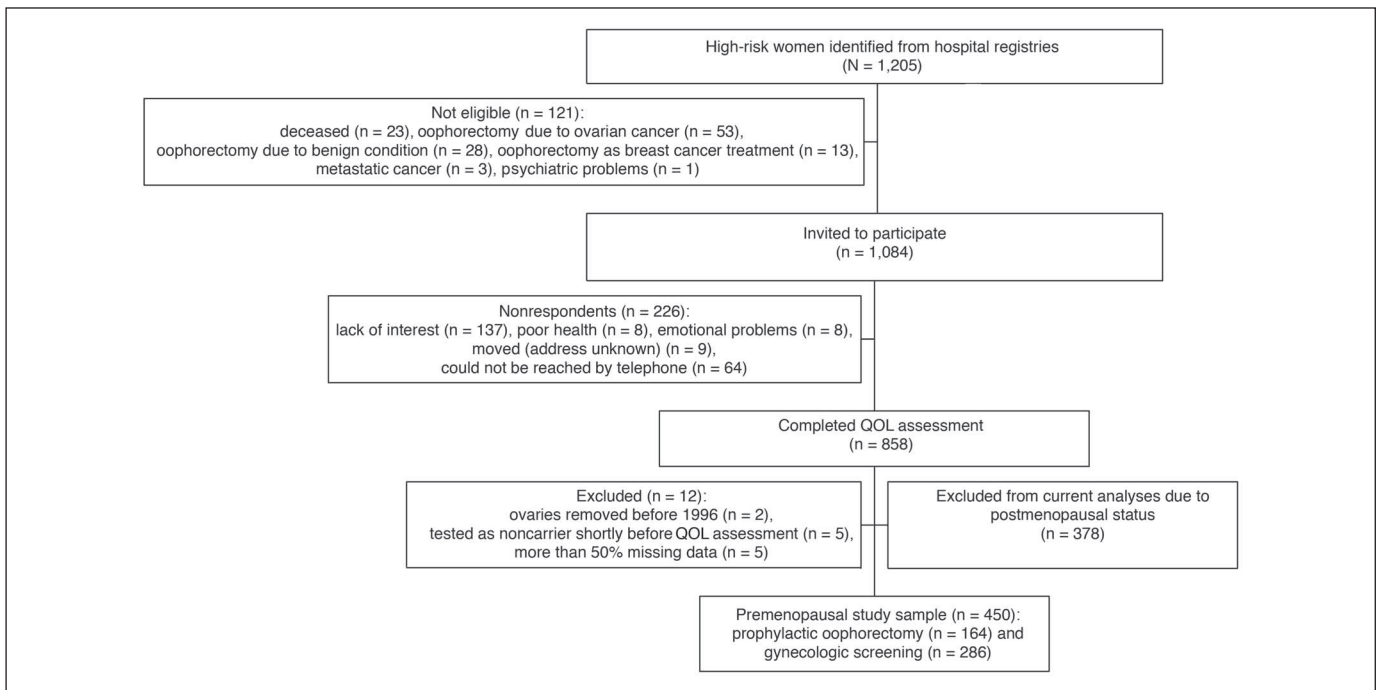 High-risk women identified from hospital registries
(N = 1,205)
Not eligible (n = 121):
deceased (n = 23), oophorectomy due to ovarian cancer (n = 53),
oophorectomy due to benign condition (n = 28), oophorectomy as breast cancer treatment (n = 13),
metastatic cancer (n = 3), psychiatric problems (n = 1)
Invited to participate
(n = 1,084)
Nonrespondents (n = 226):
lack of interest (n = 137), poor health (n = 8), emotional problems (n = 8),
moved (address unknown) (n = 9),
could not be reached by telephone (n = 64)
Completed QOL assessment
(n = 858)
Excluded (n = 12):
ovaries removed before 1996 (n = 2),
tested as noncarrier shortly before QOL assessment (n = 5),
more than 50% missing data (n = 5)
Excluded from current analyses due to
postmenopausal status
(n = 378)
Premenopausal study sample (n = 450):
prophylactic oophorectomy (n = 164) and
gynecologic screening (n = 286)